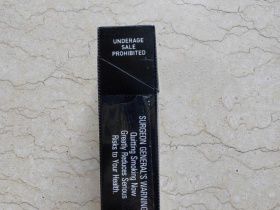 UNDERAGE
SALE
PROHIBITED
SURGEON GENERAL'S WARNING
Quitting Smoking Now
Greatly Reduces Serious
Risks to Your Health.